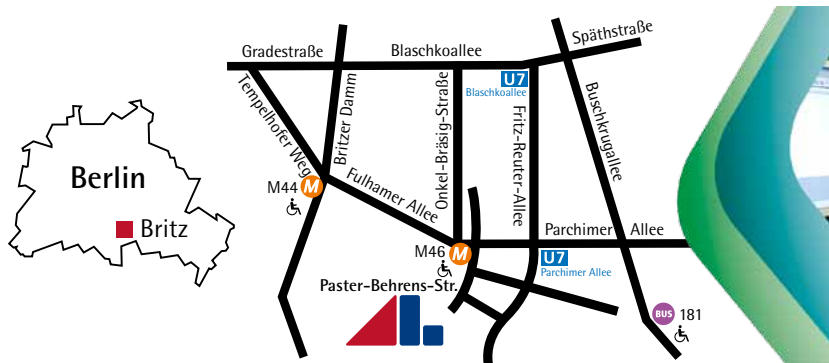 Gradestraße
Blaschkoallee
Späthstraße
U7
Blaschkoallee
Tempelhofer Weg
Britzer Damm
Onkel-Bräsig-Straße
Fritz-Reuter-Allee
Buschkrugallee
Berlin
Britz
M44 M
Fulhamer Allee
Parchimer Allee
M46 M
U7
Parchimer Allee
Paster-Behrens-Str.
BUS 181